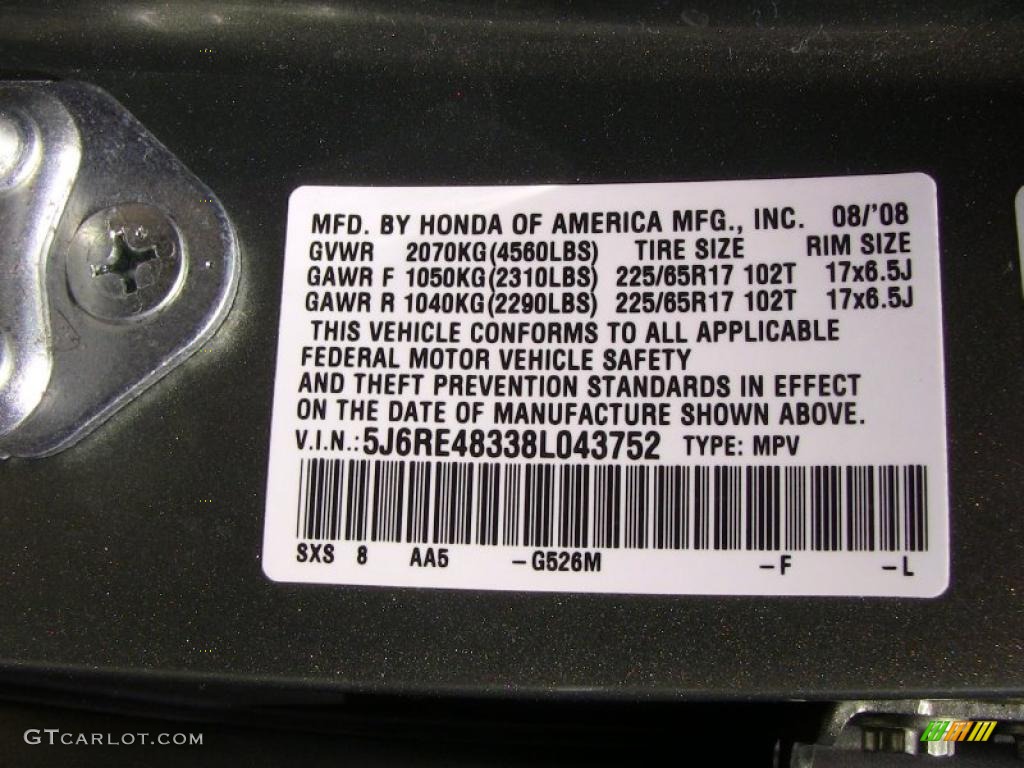 MFD. BY HONDA OF AMERICA MFG., INC. 08/'08
GVWR 2070KG(4560LBS) TIRE SIZE RIM SIZE
GAWR F 1050KG(2310LBS) 225/65R17 102T 17x6.5J
GAWR R 1040KG(2290LBS) 225/65R17 102T 17x6.5J
THIS VEHICLE CONFORMS TO ALL APPLICABLE
FEDERAL MOTOR VEHICLE SAFETY
AND THEFT PREVENTION STANDARDS IN EFFECT
ON THE DATE OF MANUFACTURE SHOWN ABOVE.
V.I.N.: 5J6RE48338L043752 TYPE: MPV
SXS 8 AA5 -G526M -F -L
GTCARLOT.COM